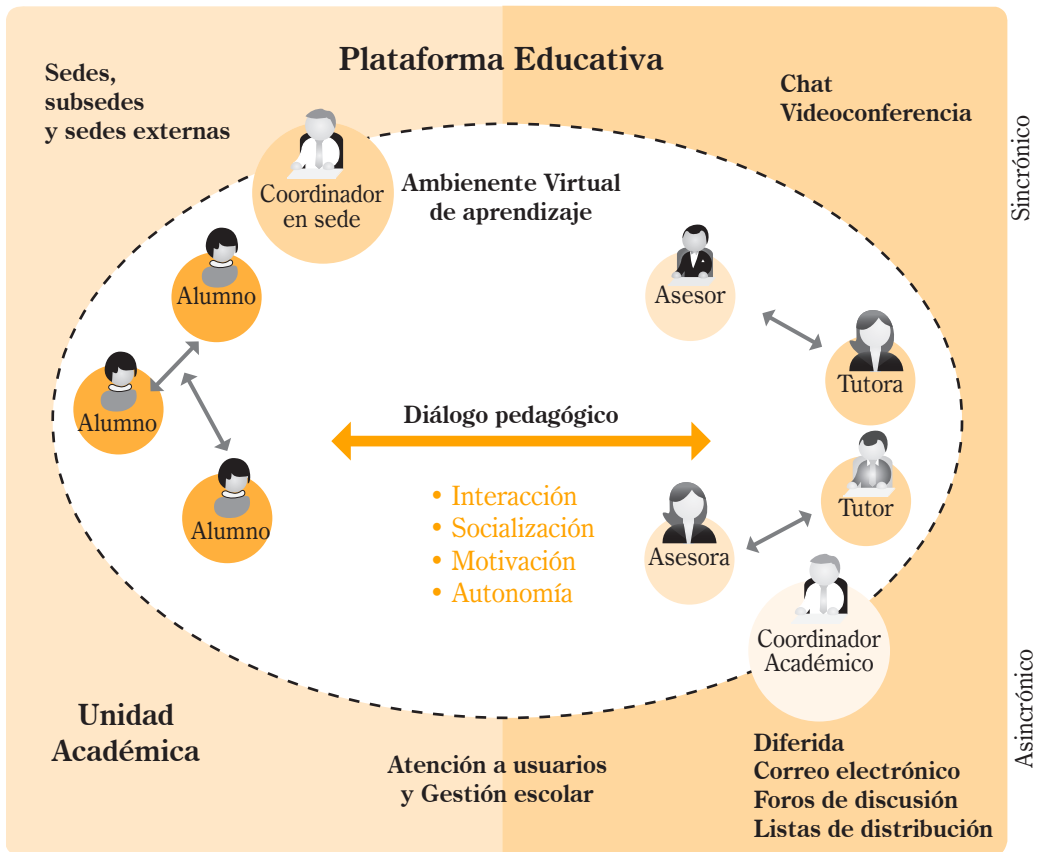 Plataforma Educativa
Sedes,
subsedes
y sedes externas
Chat
Videoconferencia
Sincrónico
Coordinador
en sede
Ambienente Virtual
de aprendizaje
Alumno
Asesor
Tutora
Alumno
Diálogo pedagógico
Alumno
• Interacción
• Socialización
• Motivación
• Autonomía
Tutor
Asesora
Coordinador
Académico
Asincrónico
Unidad
Académica
Atención a usuarios
y Gestión escolar
Diferida
Correo electrónico
Foros de discusión
Listas de distribución